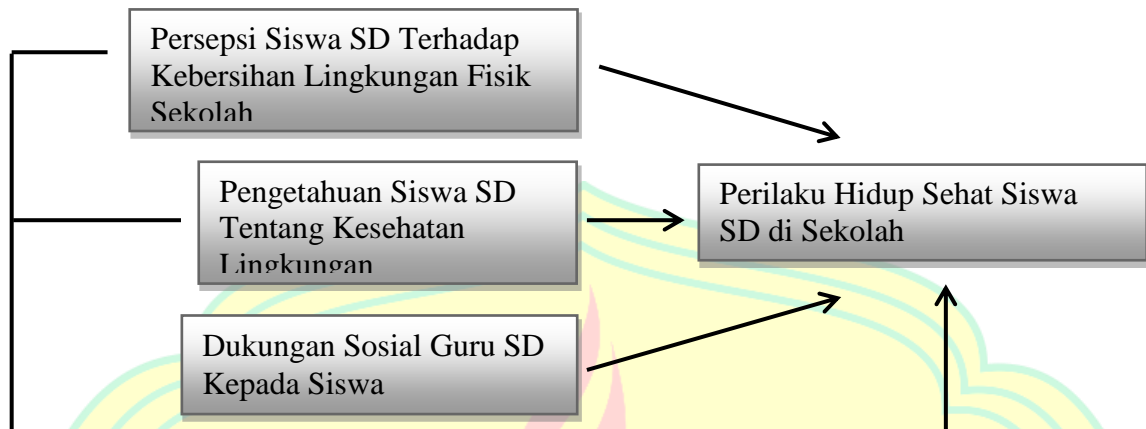 Persepsi Siswa SD Terhadap
Kebersihan Lingkungan Fisik
Sekolah
Pengetahuan Siswa SD
Tentang Kesehatan
Lingkungan
Perilaku Hidup Sehat Siswa
SD di Sekolah
Dukungan Sosial Guru SD
Kepada Siswa